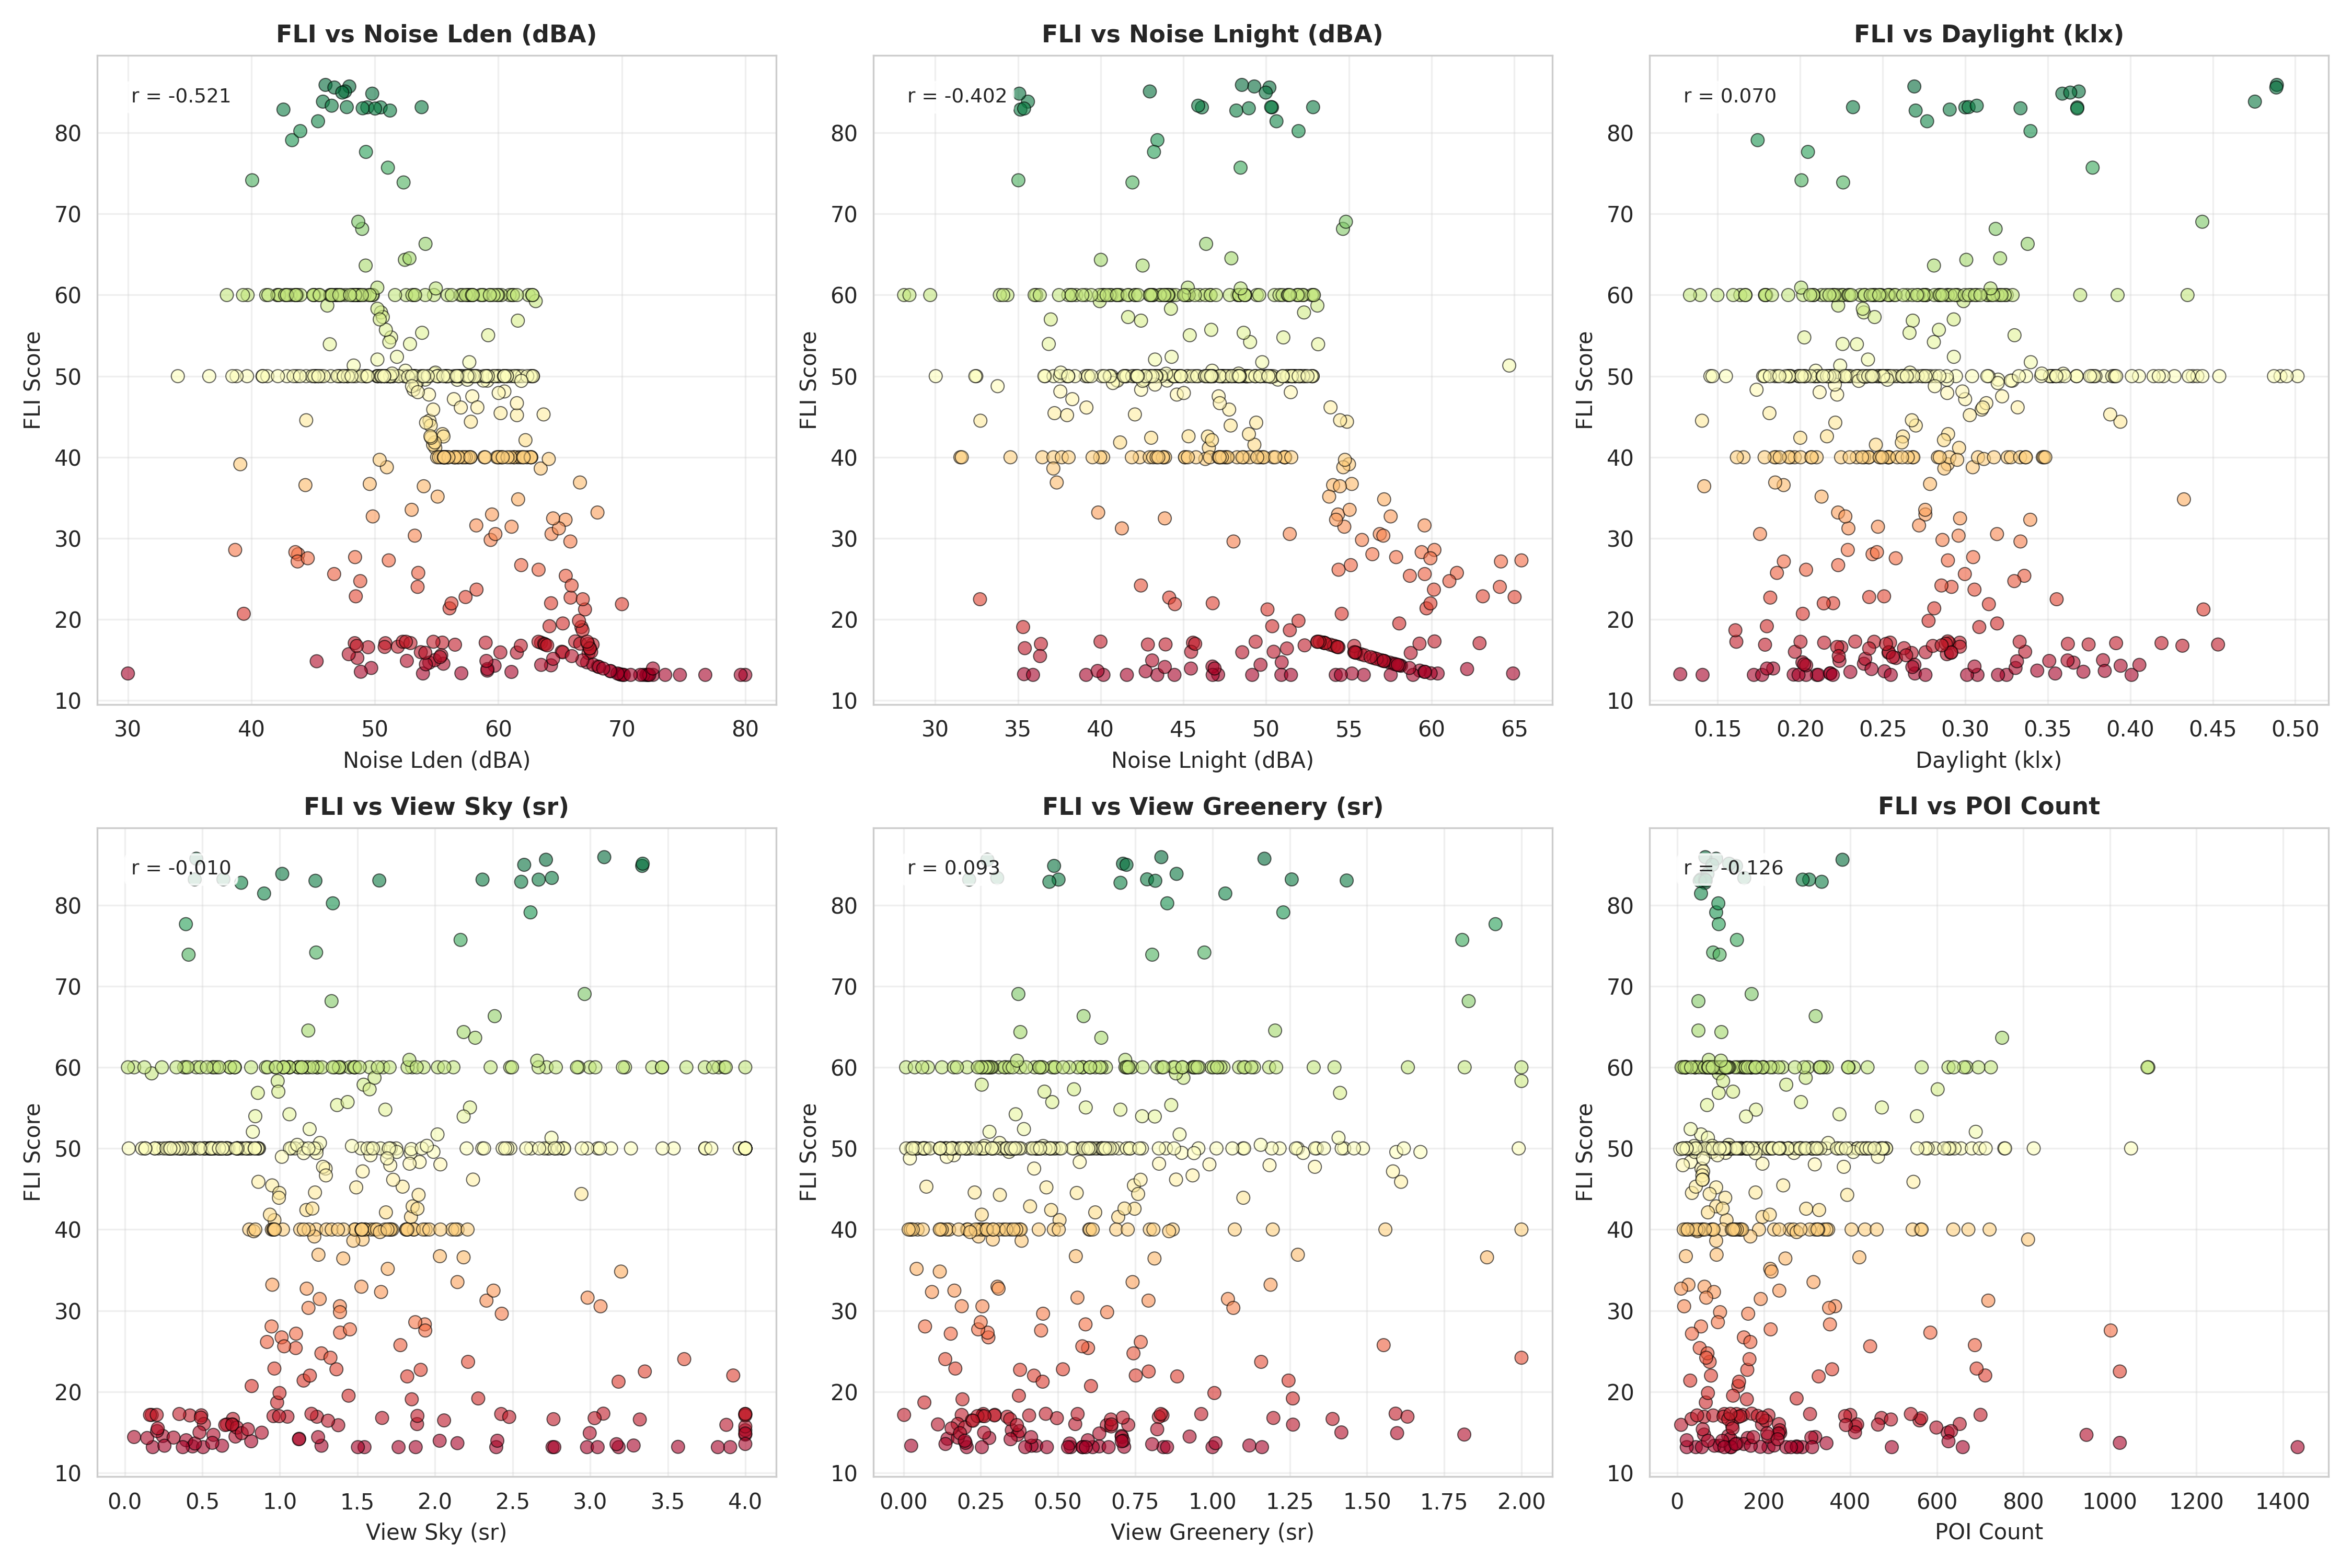 FLI vs Noise Lden (dBA)
r = -0.521
FLI Score
80
70
60
50
40
30
20
10
30 40 50 60 70 80
Noise Lden (dBA)
FLI vs Noise Lnight (dBA)
r = -0.402
FLI Score
80
70
60
50
40
30
20
10
30 35 40 45 50 55 60 65
Noise Lnight (dBA)
FLI vs Daylight (klx)
r = 0.070
FLI Score
80
70
60
50
40
30
20
10
0.15 0.20 0.25 0.30 0.35 0.40 0.45 0.50
Daylight (klx)
FLI vs View Sky (sr)
r = -0.010
FLI Score
80
70
60
50
40
30
20
10
0.0 0.5 1.0 1.5 2.0 2.5 3.0 3.5 4.0
View Sky (sr)
FLI vs View Greenery (sr)
r = 0.093
FLI Score
80
70
60
50
40
30
20
10
0.00 0.25 0.50 0.75 1.00 1.25 1.50 1.75 2.00
View Greenery (sr)
FLI vs POI Count
r = -0.126
FLI Score
80
70
60
50
40
30
20
10
0 200 400 600 800 1000 1200 1400
POI Count